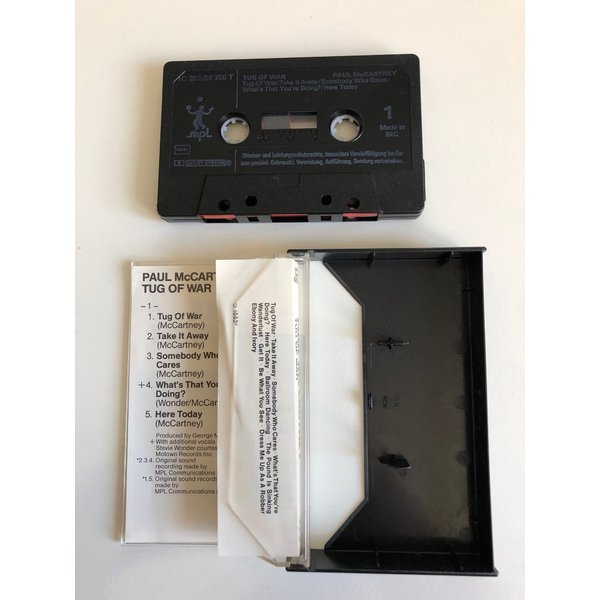 TUG OF WAR
PAUL McCARTNEY
Tug Of War/Take It Away/Somebody Who Cares/
What's That You're Doing?/Here Today
mpl
1
Made in
EEC
DOLBY SYSTEM
Urheber- und Leistungsschutzrechte, besonders Vervielfältigung (außer
zum persönl. Gebrauch), Vermietung, Aufführung, Sendung vorbehalten.
PAUL McCART
TUG OF WAR
– 1 –
1. Tug Of War
(McCartney)
2. Take It Away
(McCartney)
3. Somebody Who
Cares
(McCartney)
+4. What's That You
Doing?
(Wonder/McCart
5. Here Today
(McCartney)
Produced by George M
+ With additional vocals
Stevie Wonder courtes
Motown Records Inc.
*2.3.4. Original sound
recording made by
MPL Communications
*1.5. Original sound record
made by
MPL Communications
Tug Of War · Take It Away · Somebody Who Cares · What's That You're
Doing? · Here Today · Ballroom Dancing · The Pound Is Sinking
Wanderlust · Get It · Be What You See · Dress Me Up As A Robber
Ebony And Ivory